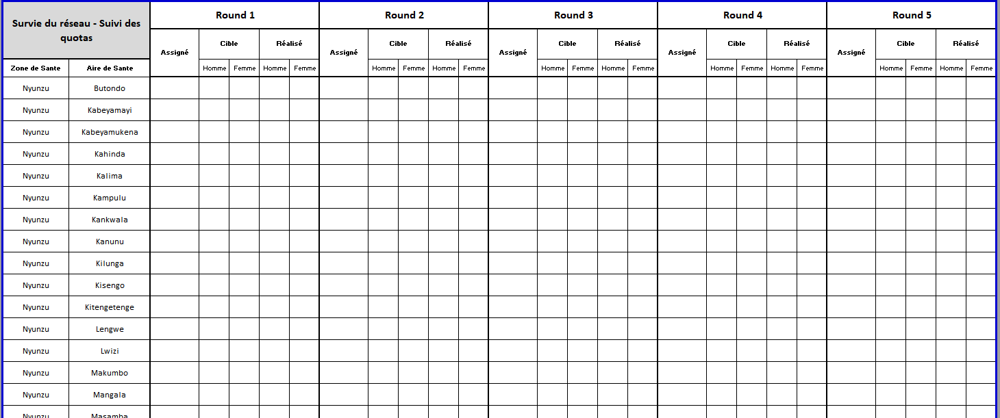 Survie du réseau - Suivi des
quotas
Round 1 Round 2 Round 3 Round 4 Round 5
Assigné Cible Réalisé Assigné Cible Réalisé Assigné Cible Réalisé Assigné Cible Réalisé Assigné Cible Réalisé
Zone de Sante Aire de Sante Homme Femme Homme Femme Homme Femme Homme Femme Homme Femme Homme Femme Homme Femme Homme Femme Homme Femme Homme Femme
Nyunzu Butondo
Nyunzu Kabeyamayi
Nyunzu Kabeyamukena
Nyunzu Kahinda
Nyunzu Kalima
Nyunzu Kampulu
Nyunzu Kankwala
Nyunzu Kanunu
Nyunzu Kilunga
Nyunzu Kisengo
Nyunzu Kitengetenge
Nyunzu Lengwe
Nyunzu Lwizi
Nyunzu Makumbo
Nyunzu Mangala
Nyunzu Masamba